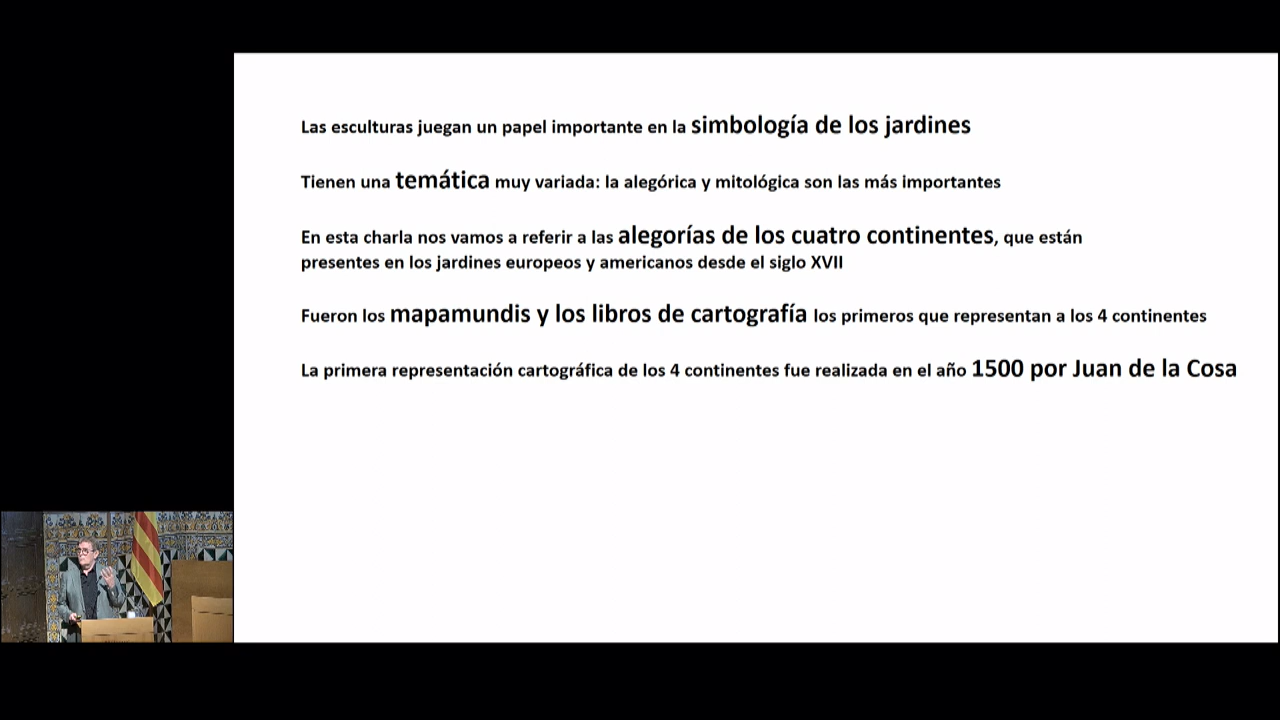 Las esculturas juegan un papel importante en la simbología de los jardines
Tienen una temática muy variada: la alegórica y mitológica son las más importantes
En esta charla nos vamos a referir a las alegorías de los cuatro continentes, que están
presentes en los jardines europeos y americanos desde el siglo XVII
Fueron los mapamundis y los libros de cartografía los primeros que representan a los 4 continentes
La primera representación cartográfica de los 4 continentes fue realizada en el año 1500 por Juan de la Cosa